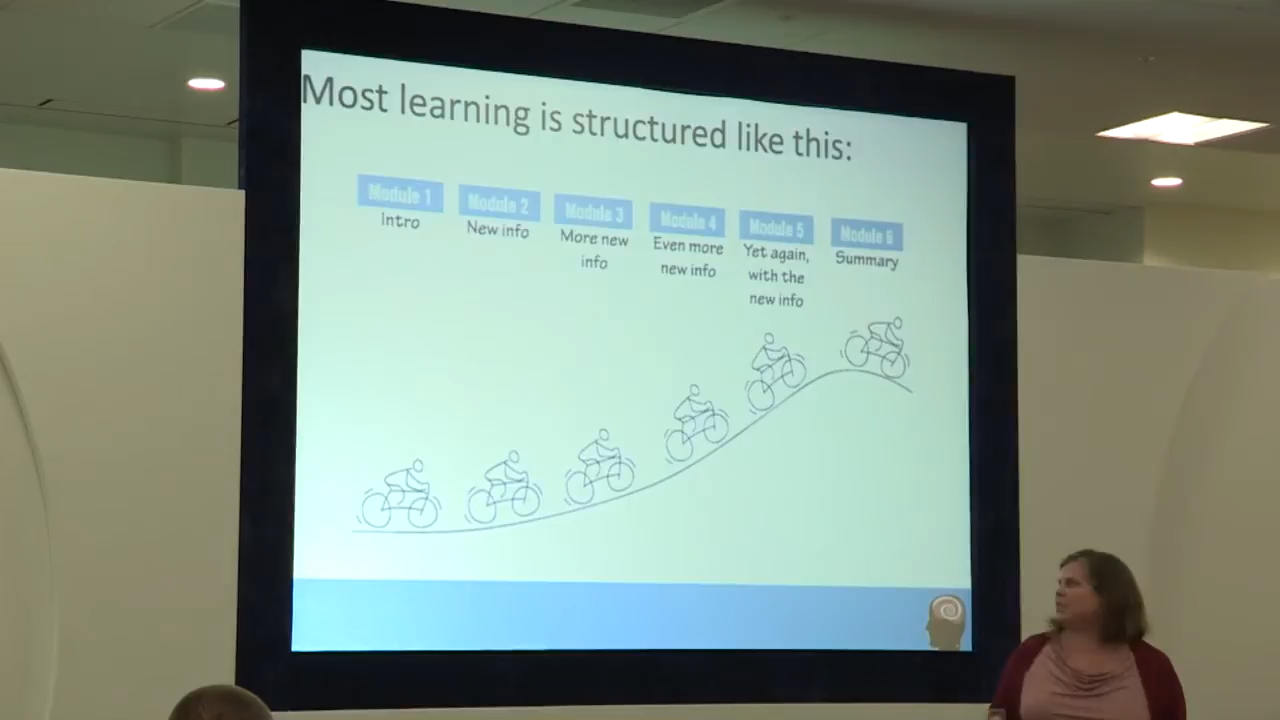 Most learning is structured like this:
Module 1
Intro
Module 2
New info
Module 3
More new
info
Module 4
Even more
new info
Module 5
Yet again,
with the
new info
Module 6
Summary